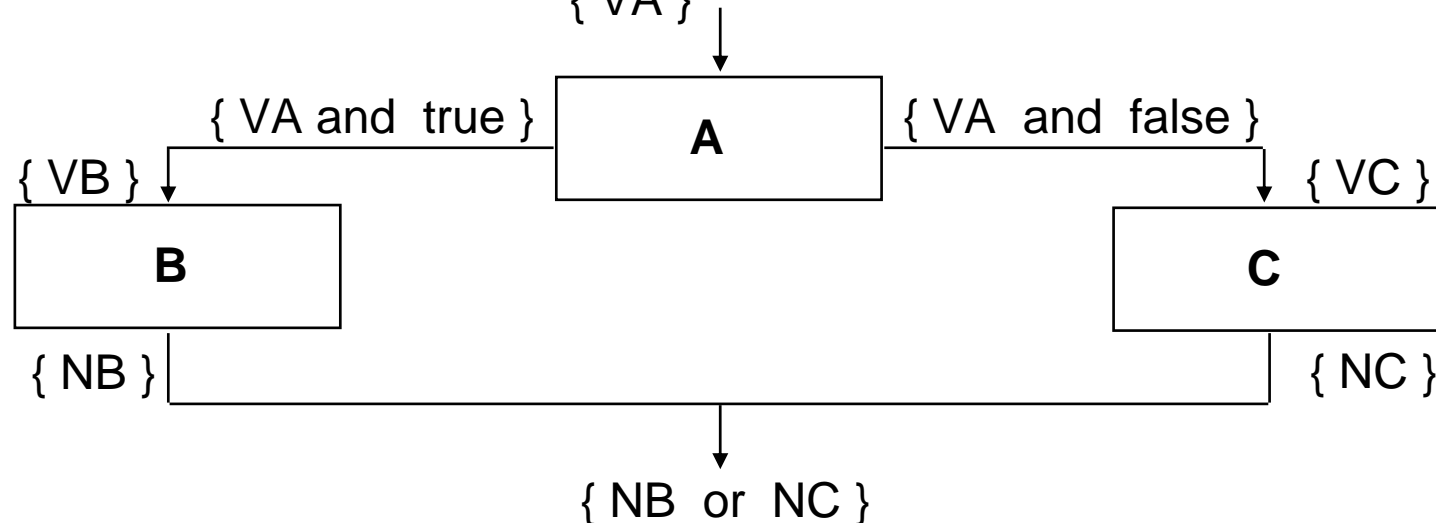 { VA }
{ VA and true }
A
{ VA and false }
{ VB }
{ VC }
B
C
{ NB }
{ NC }
{ NB or NC }